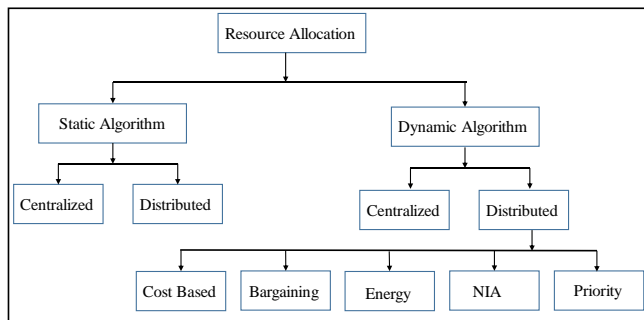 Resource Allocation
Static Algorithm
Dynamic Algorithm
Centralized
Distributed
Centralized
Distributed
Cost Based
Bargaining
Energy
NIA
Priority